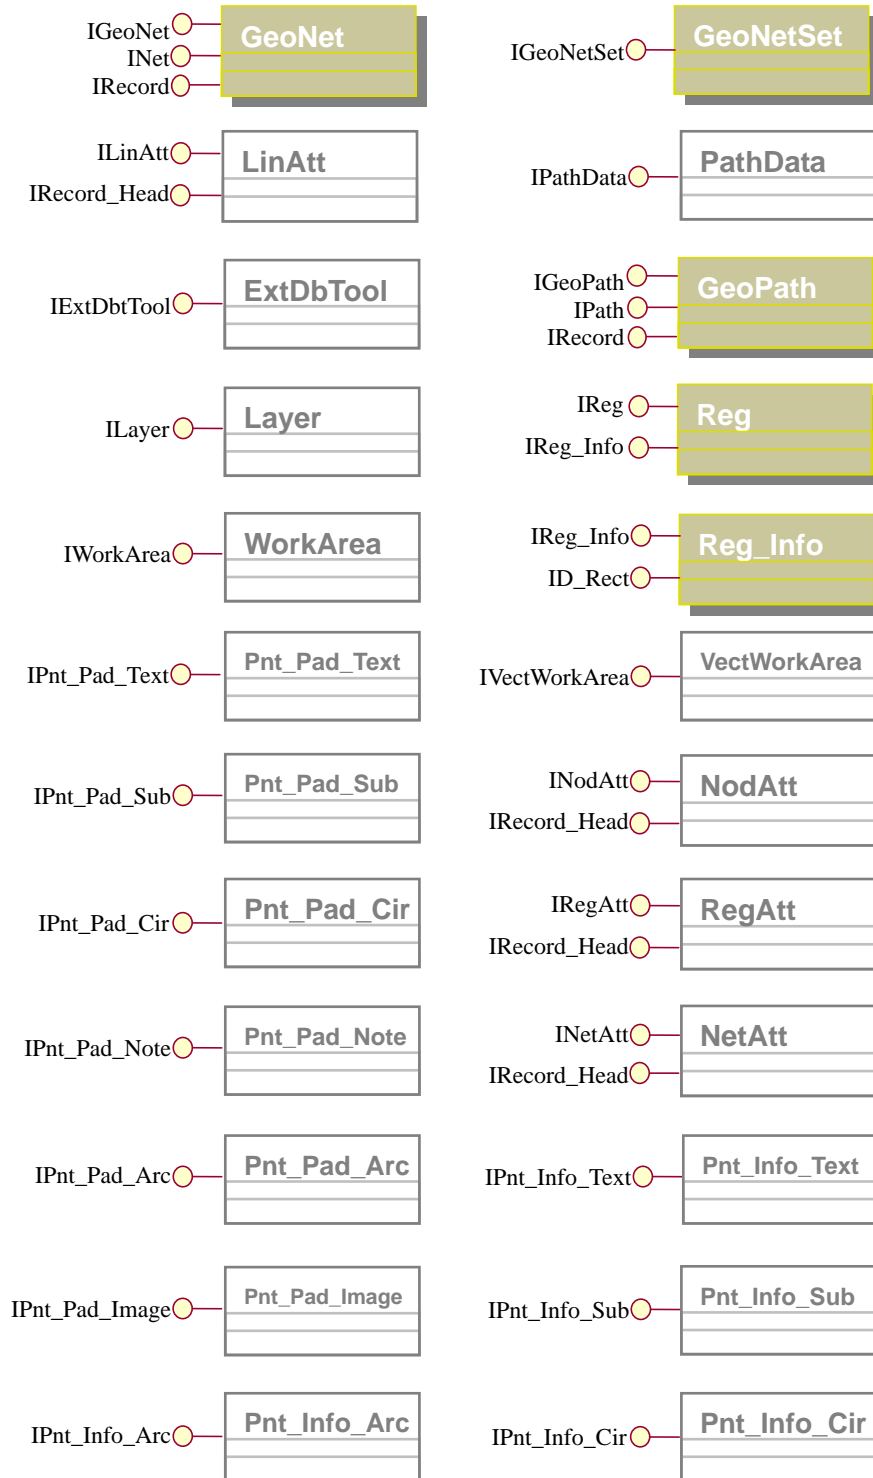 IGeoNet
INet
IRecord
GeoNet
IGeoNetSet
GeoNetSet
ILinAtt
IRecord_Head
LinAtt
IPathData
PathData
IExtDbtTool
ExtDbTool
IGeoPath
IPath
IRecord
GeoPath
ILayer
Layer
IReg
IReg_Info
Reg
IWorkArea
WorkArea
IReg_Info
ID_Rect
Reg_Info
IPnt_Pad_Text
Pnt_Pad_Text
IVectWorkArea
VectWorkArea
IPnt_Pad_Sub
Pnt_Pad_Sub
INodAtt
IRecord_Head
NodAtt
IPnt_Pad_Cir
Pnt_Pad_Cir
IRegAtt
IRecord_Head
RegAtt
IPnt_Pad_Note
Pnt_Pad_Note
INetAtt
IRecord_Head
NetAtt
IPnt_Pad_Arc
Pnt_Pad_Arc
IPnt_Info_Text
Pnt_Info_Text
IPnt_Pad_Image
Pnt_Pad_Image
IPnt_Info_Sub
Pnt_Info_Sub
IPnt_Info_Arc
Pnt_Info_Arc
IPnt_Info_Cir
Pnt_Info_Cir